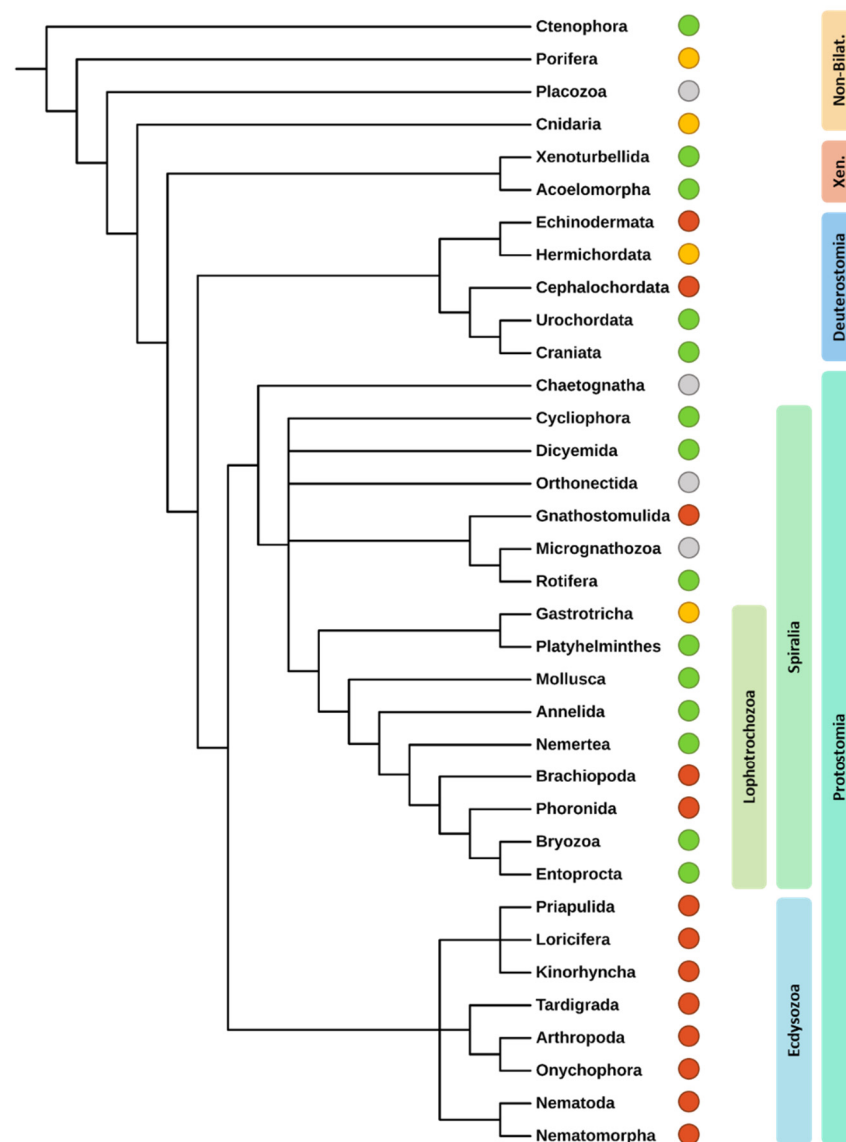 Ctenophora
Porifera
Placozoa
Cnidaria
Xenoturbellida
Acoelomorpha
Echinodermata
Hermichordata
Cephalochordata
Urochordata
Craniata
Chaetognatha
Cycliophora
Dicyemida
Orthonectida
Gnathostomulida
Micrognathozoa
Rotifera
Gastrotricha
Platyhelminthes
Mollusca
Annelida
Nemertea
Brachiopoda
Phoronida
Bryozoa
Entoprocta
Priapulida
Loricifera
Kinorhyncha
Tardigrada
Arthropoda
Onychophora
Nematoda
Nematomorpha
Lophotrochozoa
Spiralia
Ecdysozoa
Non-Bilat.
Xen.
Deuterostomia
Protostomia